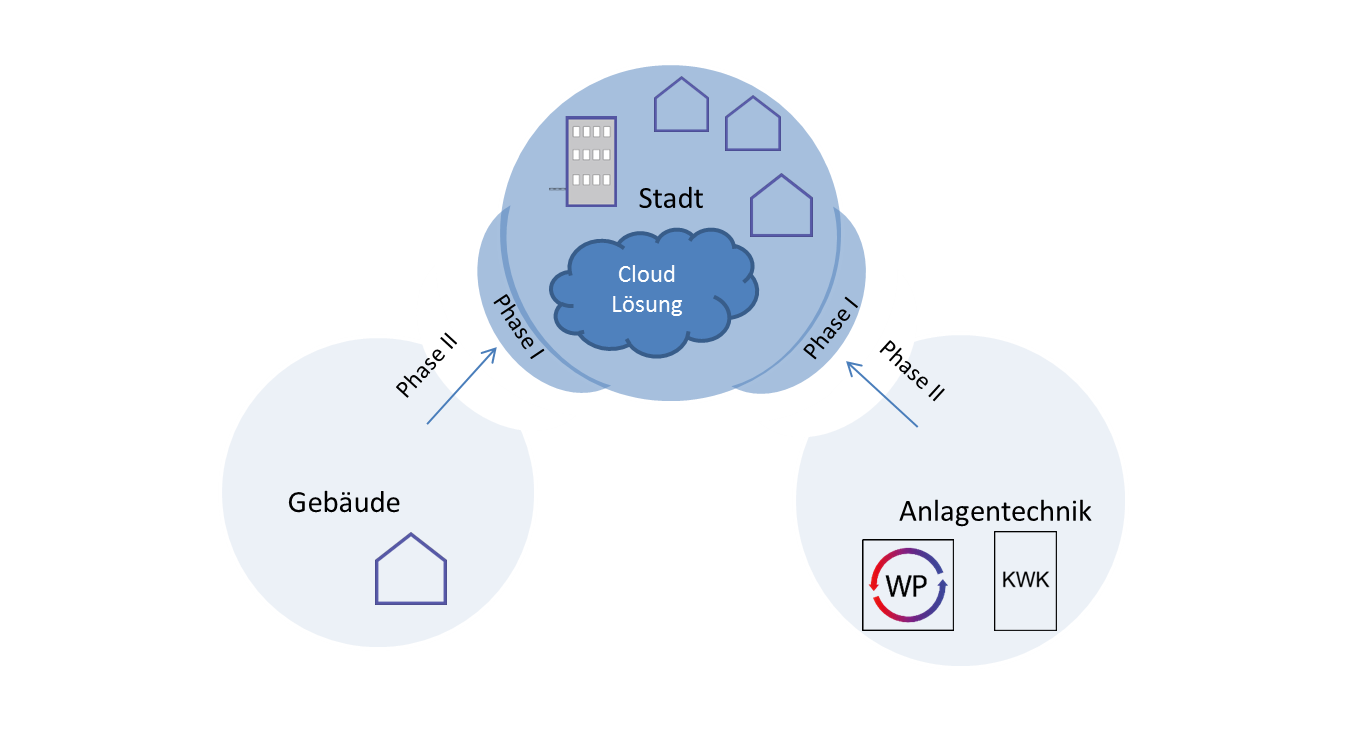 Stadt
Cloud
Lösung
Phase I
Phase I
Phase II
Phase II
Gebäude
Anlagentechnik
WP
KWK